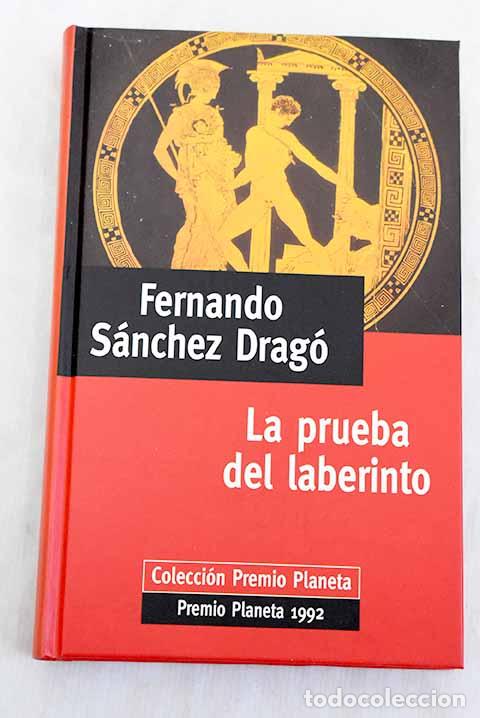 Fernando
Sánchez Dragó
La prueba
del laberinto
Colección Premio Planeta
Premio Planeta 1992
todocoleccion